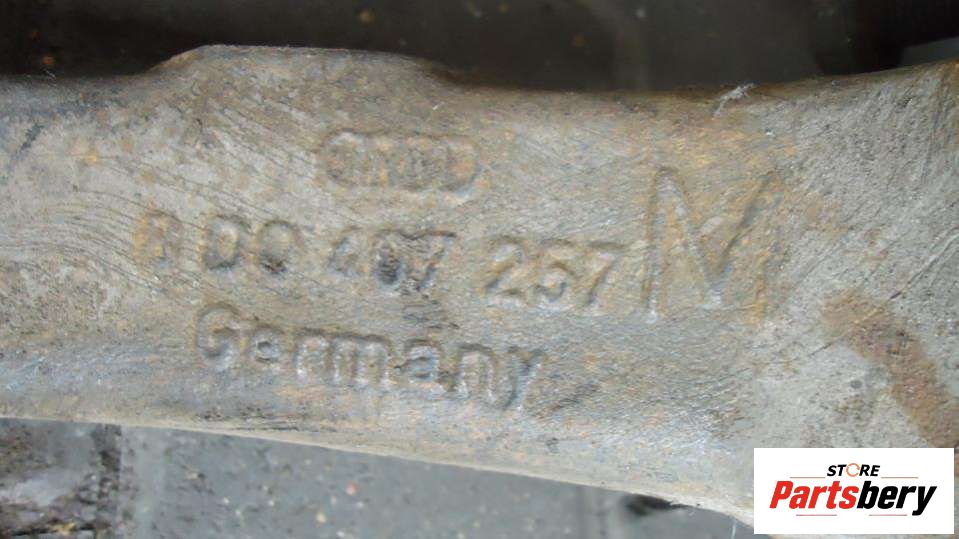 8D0 407 257 M
Germany
STORE
Partsbery